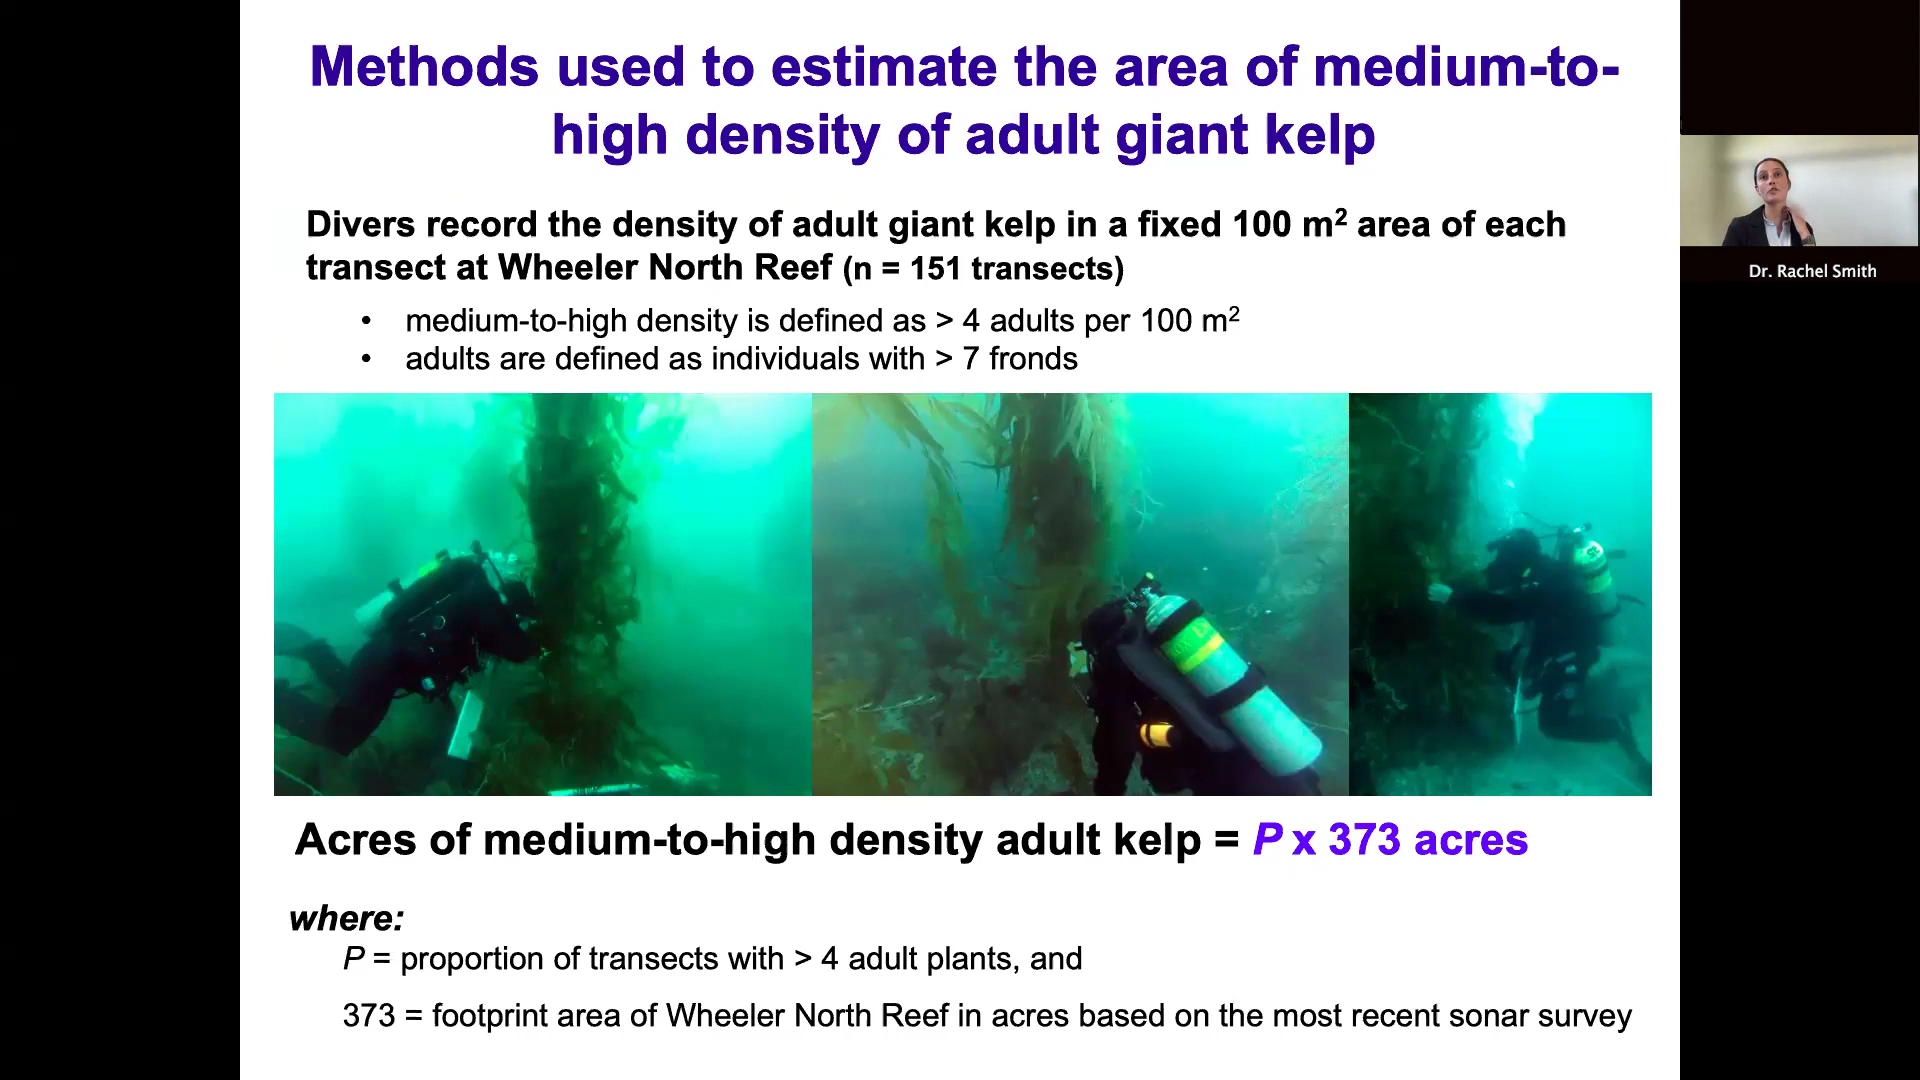 Methods used to estimate the area of medium-to-
high density of adult giant kelp
Divers record the density of adult giant kelp in a fixed 100 m² area of each
transect at Wheeler North Reef (n = 151 transects)
• medium-to-high density is defined as > 4 adults per 100 m²
• adults are defined as individuals with > 7 fronds
Acres of medium-to-high density adult kelp = P x 373 acres
where:
P = proportion of transects with > 4 adult plants, and
373 = footprint area of Wheeler North Reef in acres based on the most recent sonar survey
Dr. Rachel Smith